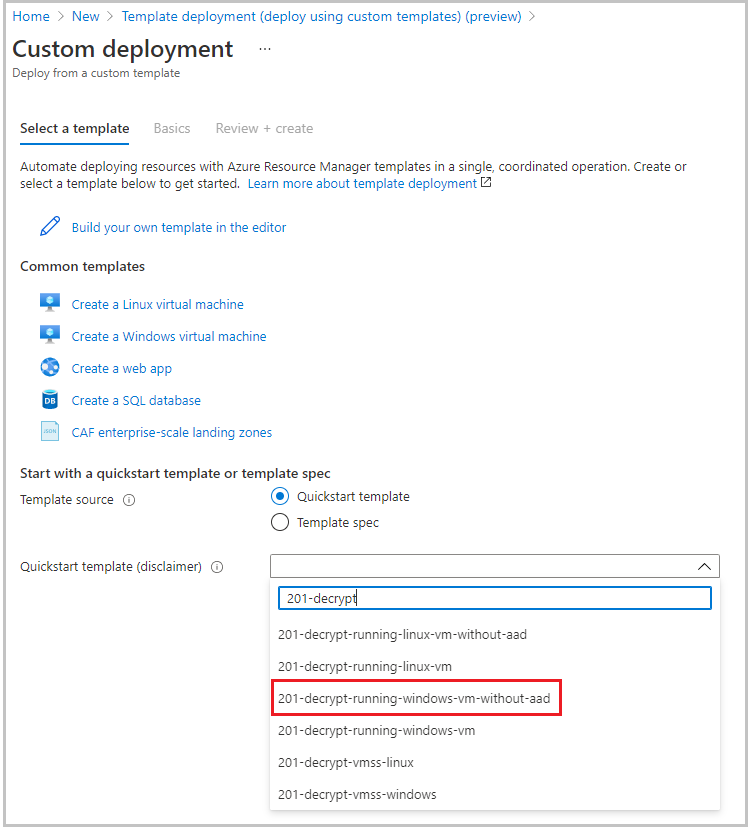 Home > New > Template deployment (deploy using custom templates) (preview) >
Custom deployment ...
Deploy from a custom template
Select a template Basics Review + create
Automate deploying resources with Azure Resource Manager templates in a single, coordinated operation. Create or
select a template below to get started. Learn more about template deployment
Build your own template in the editor
Common templates
Create a Linux virtual machine
Create a Windows virtual machine
Create a web app
DB Create a SQL database
JSON CAF enterprise-scale landing zones
Start with a quickstart template or template spec
Template source Quickstart template
Template spec
Quickstart template (disclaimer)
201-decrypt
201-decrypt-running-linux-vm-without-aad
201-decrypt-running-linux-vm
201-decrypt-running-windows-vm-without-aad
201-decrypt-running-windows-vm
201-decrypt-vmss-linux
201-decrypt-vmss-windows